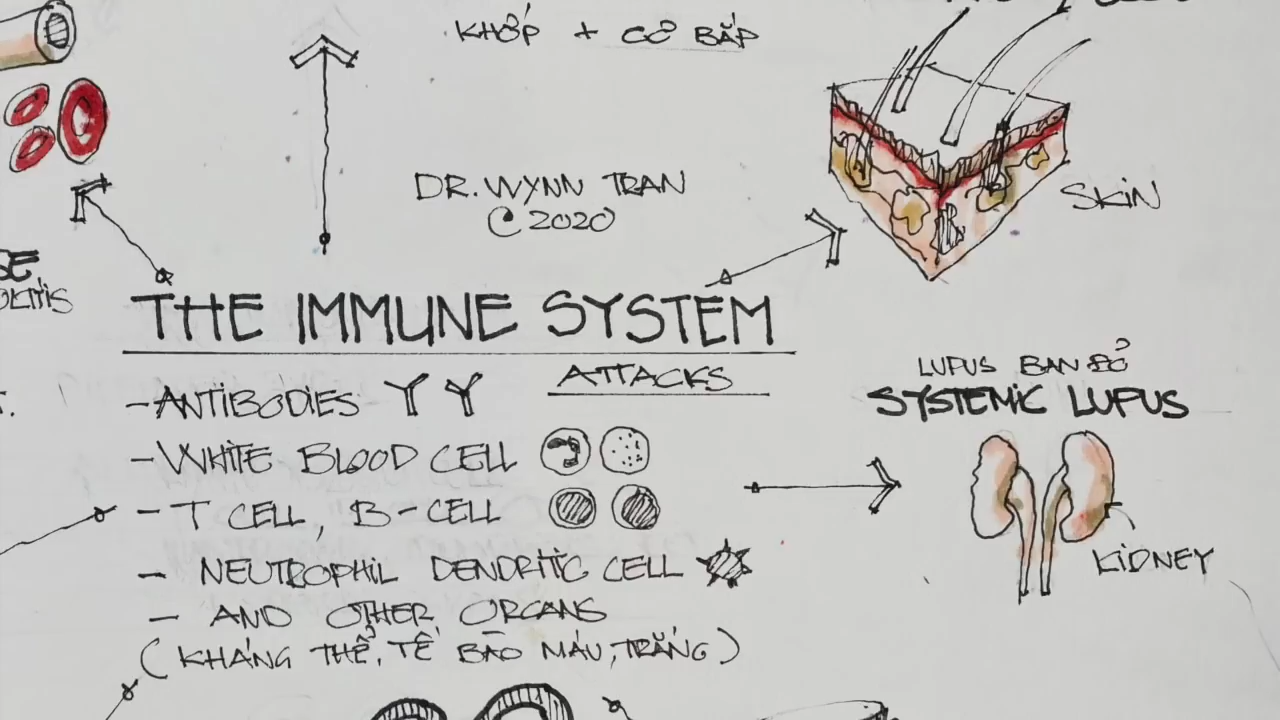 KHỚP + CƠ BẮP
DR. WYNN TRAN
© 2020
SKIN
THE IMMUNE SYSTEM
ATTACKS
- ANTIBODIES
- WHITE BLOOD CELL
- T CELL, B-CELL
- NEUTROPHIL DENDRITIC CELL
- AND OTHER ORGANS
(KHÁNG THỂ, TẾ BÀO MÁU, TRẮNG)
LUPUS BAN ĐỎ
SYSTEMIC LUPUS
KIDNEY